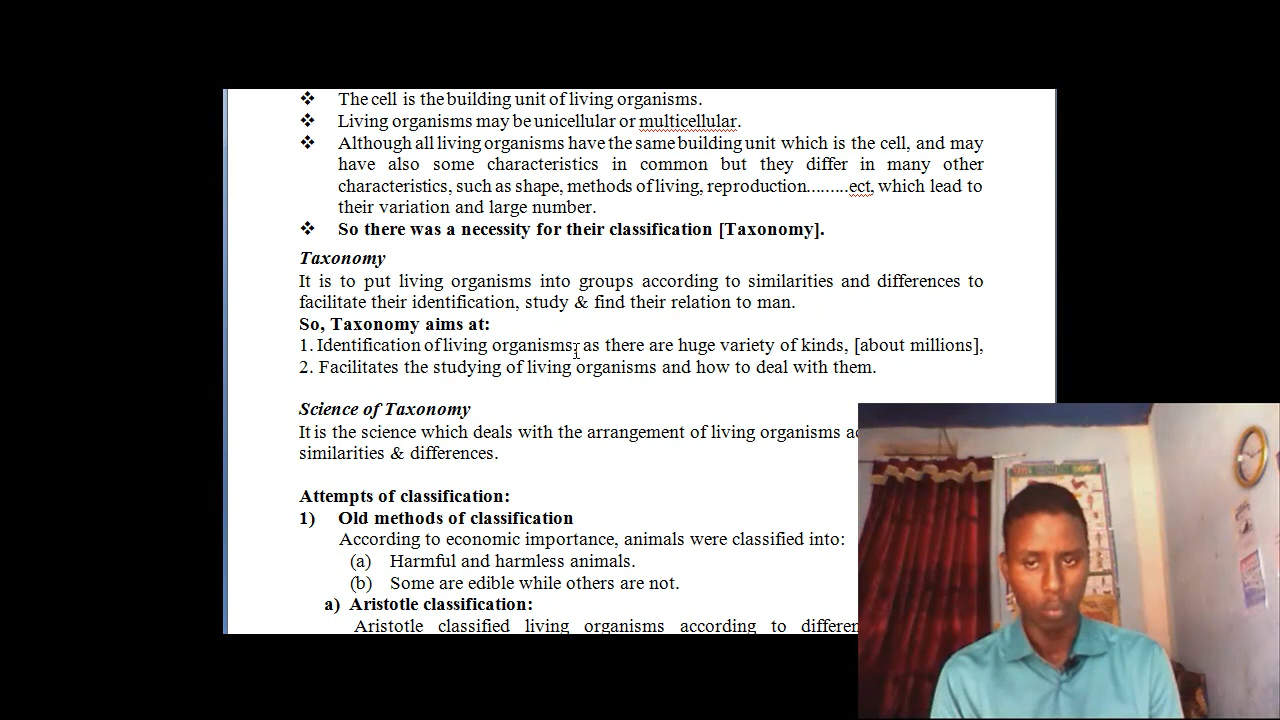 ❖ The cell is the building unit of living organisms.
❖ Living organisms may be unicellular or multicellular.
❖ Although all living organisms have the same building unit which is the cell, and may
have also some characteristics in common but they differ in many other
characteristics, such as shape, methods of living, reproduction.........ect, which lead to
their variation and large number.
❖ So there was a necessity for their classification [Taxonomy].
Taxonomy
It is to put living organisms into groups according to similarities and differences to
facilitate their identification, study & find their relation to man.
So, Taxonomy aims at:
1. Identification of living organisms, as there are huge variety of kinds, [about millions],
2. Facilitates the studying of living organisms and how to deal with them.
Science of Taxonomy
It is the science which deals with the arrangement of living organisms
similarities & differences.
Attempts of classification:
1) Old methods of classification
According to economic importance, animals were classified into:
(a) Harmful and harmless animals.
(b) Some are edible while others are not.
a) Aristotle classification:
Aristotle classified living organisms according to